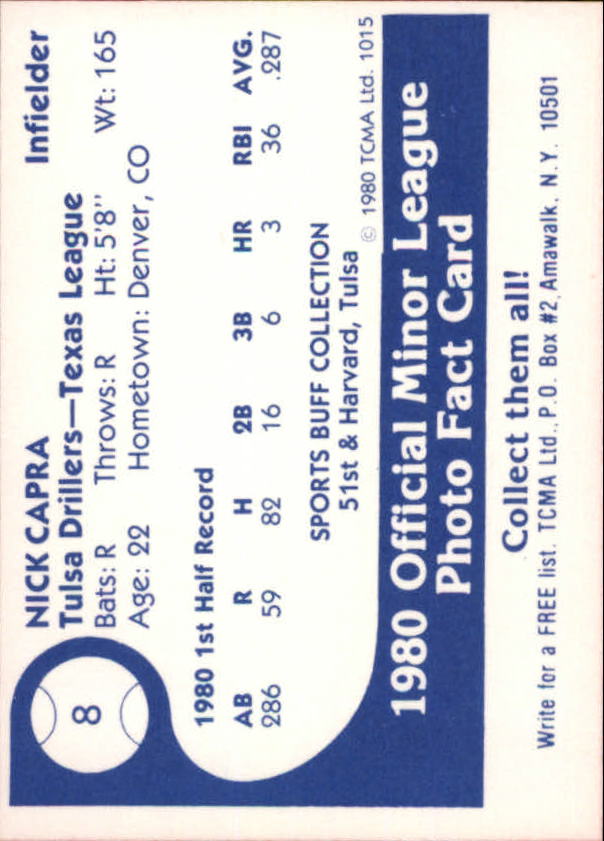 8
NICK CAPRA Infielder
Tulsa Drillers—Texas League
Bats: R Throws: R Ht: 5'8" Wt: 165
Age: 22 Hometown: Denver, CO
1980 1st Half Record
AB R H 2B 3B HR RBI AVG.
286 59 82 16 6 3 36 .287
SPORTS BUFF COLLECTION
51st & Harvard, Tulsa
© 1980 TCMA Ltd. 1015
1980 Official Minor League
Photo Fact Card
Collect them all!
Write for a FREE list. TCMA Ltd., P.O. Box #2, Amawalk, N.Y. 10501